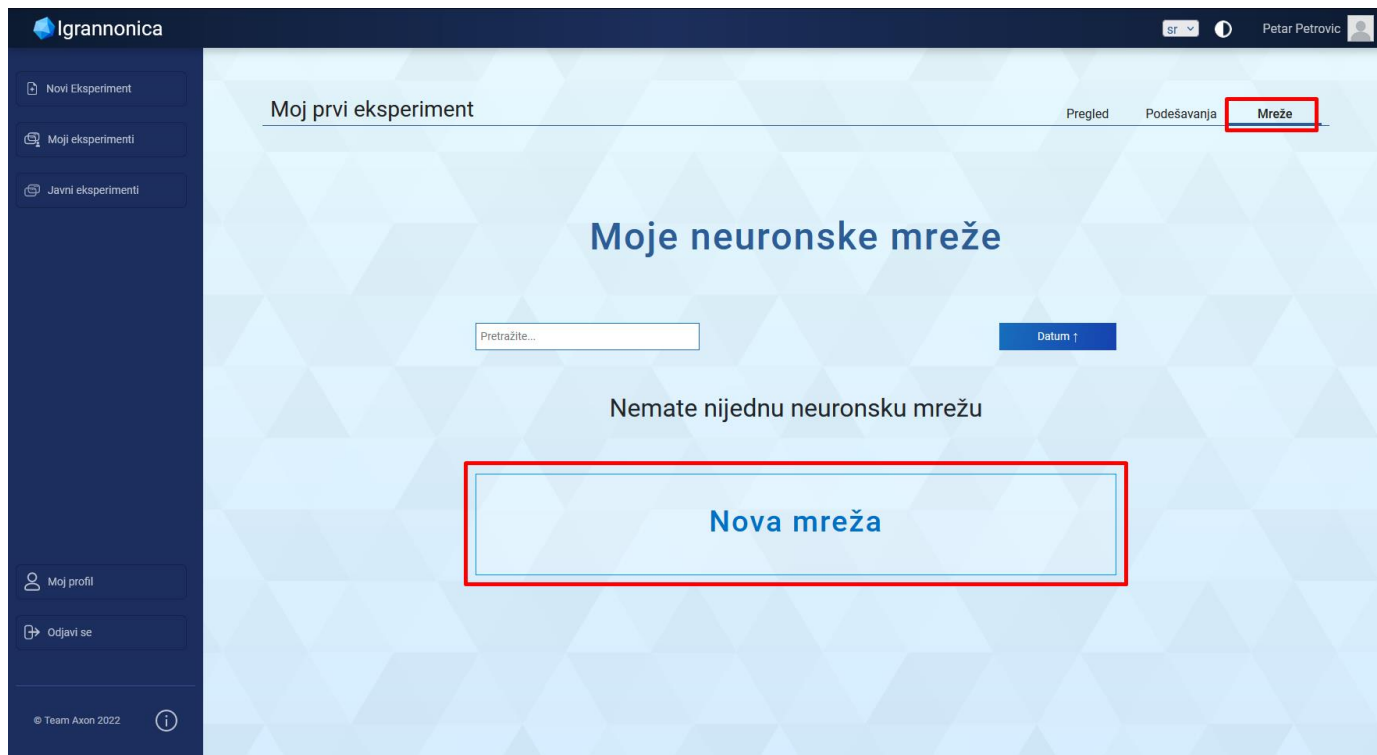 Igrannonica
sr
Petar Petrovic
Novi Eksperiment
Moji eksperimenti
Javni eksperimenti
Moj prvi eksperiment
Pregled
Podešavanja
Mreže
Moje neuronske mreže
Pretražite...
Datum ↑
Nemate nijednu neuronsku mrežu
Nova mreža
Moj profil
Odjavi se
© Team Axon 2022